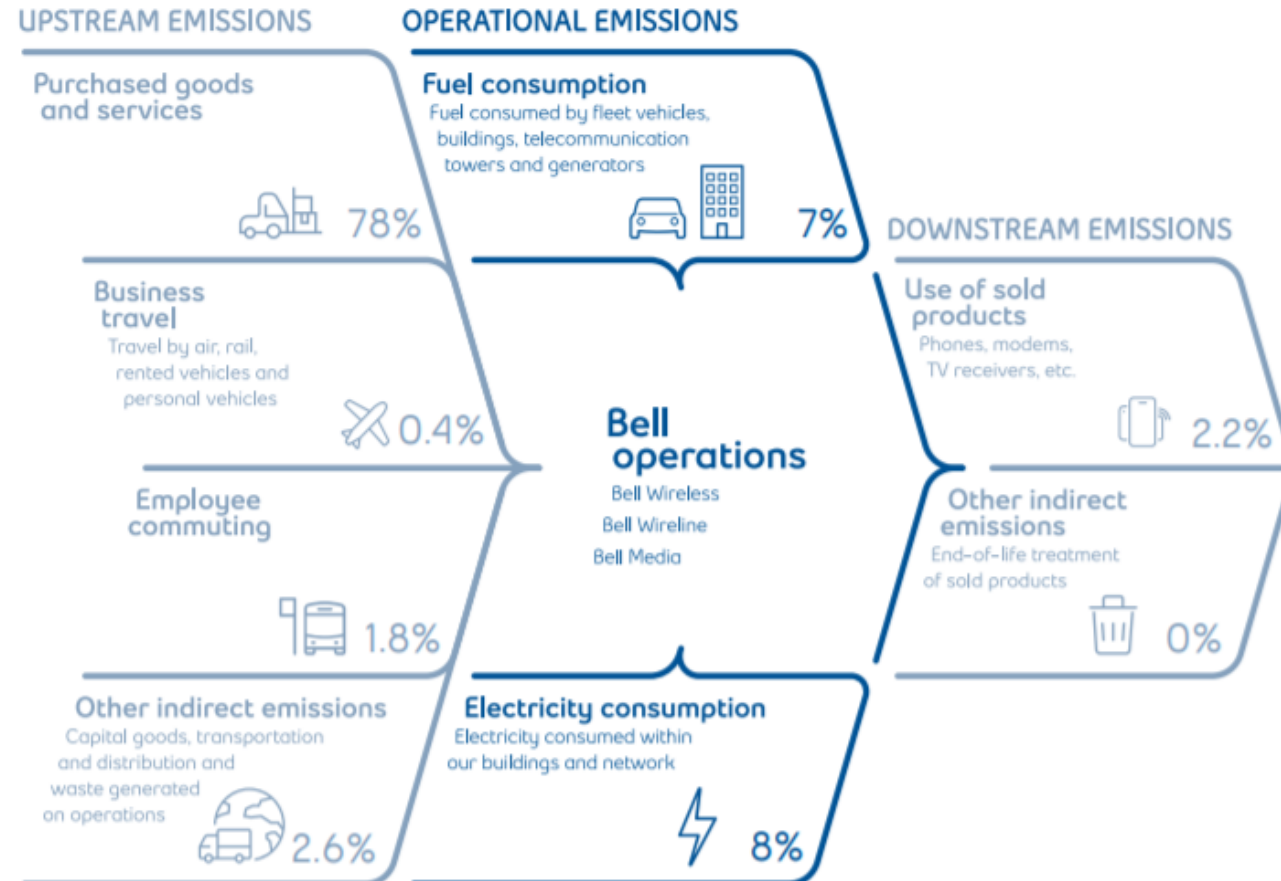 UPSTREAM EMISSIONS
Purchased goods
and services
78%
Business
travel
Travel by air, rail,
rented vehicles and
personal vehicles
0.4%
Employee
commuting
1.8%
Other indirect emissions
Capital goods, transportation
and distribution and
waste generated
on operations
2.6%
OPERATIONAL EMISSIONS
Fuel consumption
Fuel consumed by fleet vehicles,
buildings, telecommunication
towers and generators
7%
Bell
operations
Bell Wireless
Bell Wireline
Bell Media
Electricity consumption
Electricity consumed within
our buildings and network
8%
DOWNSTREAM EMISSIONS
Use of sold
products
Phones, modems,
TV receivers, etc.
2.2%
Other indirect
emissions
End-of-life treatment
of sold products
0%